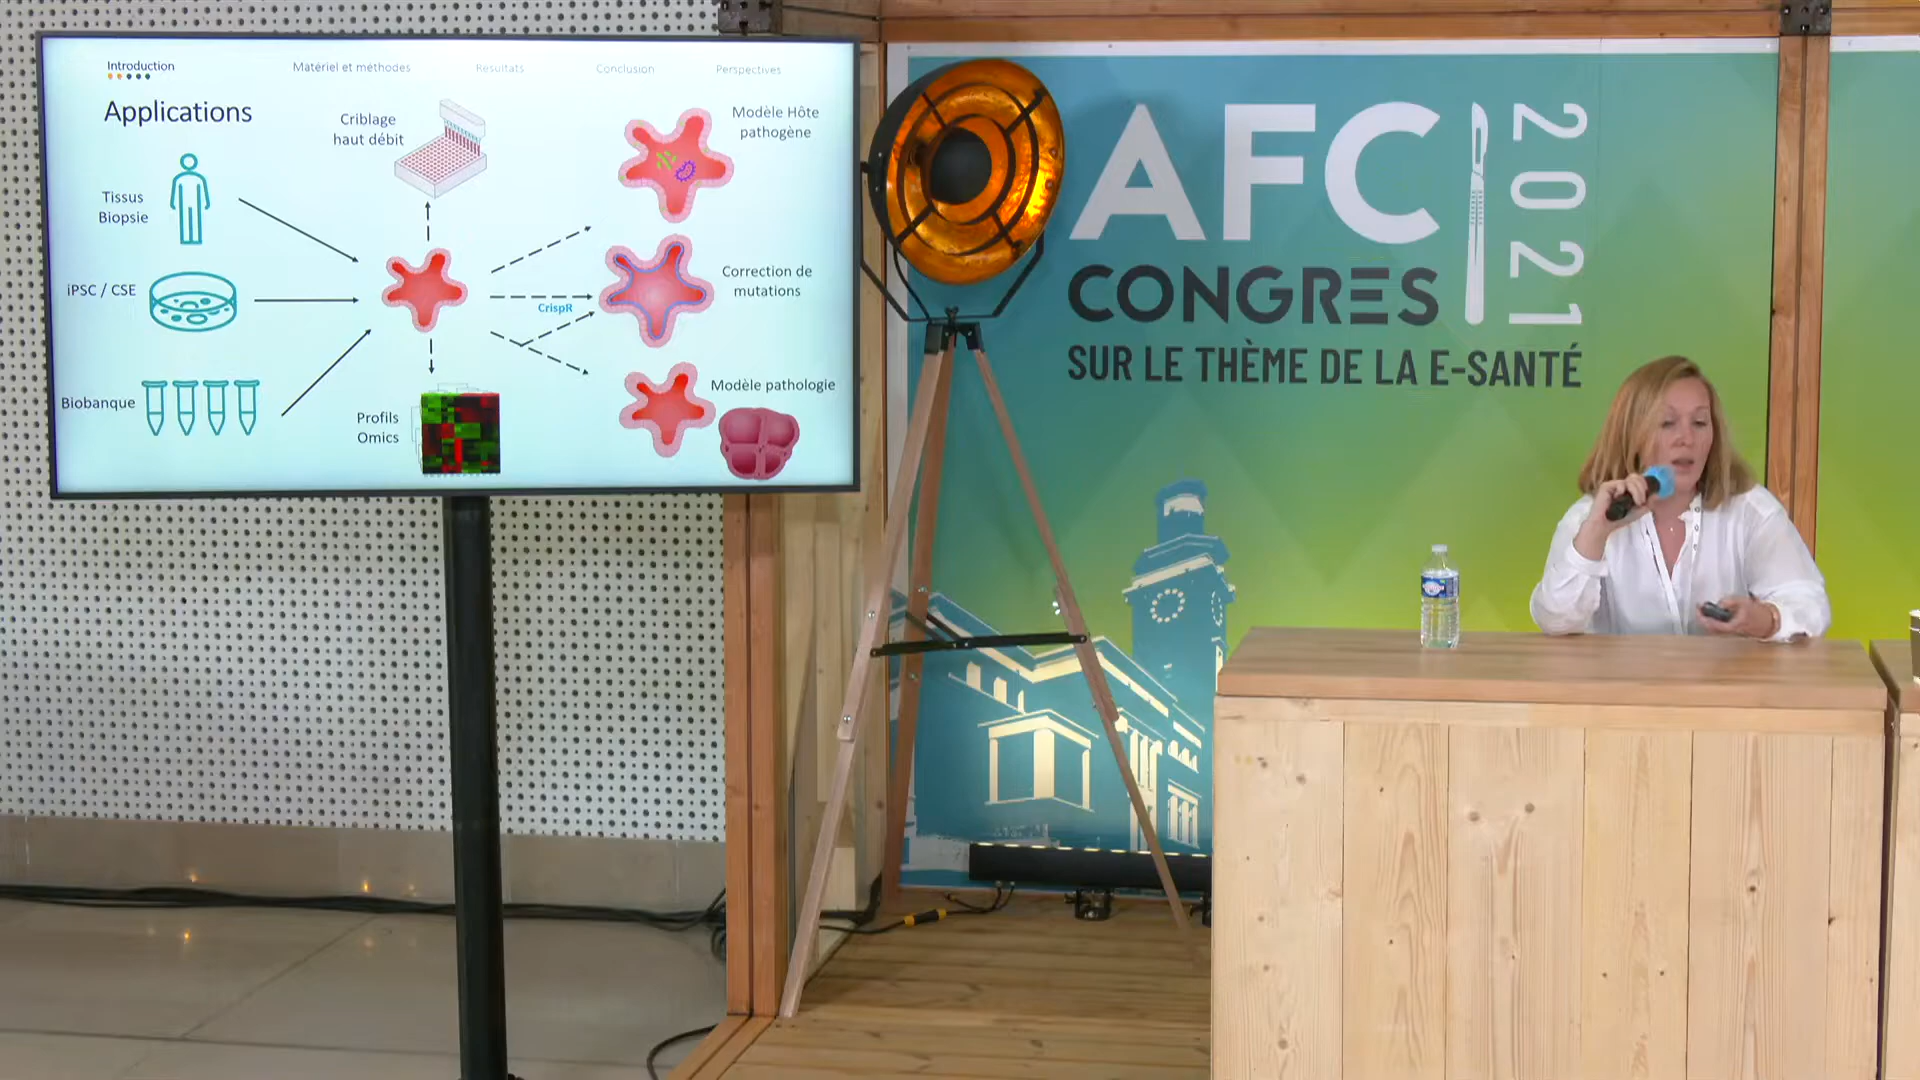 Introduction
Matériel et méthodes
Résultats
Conclusion
Perspectives
Applications
Criblage
haut débit
Modèle Hôte
pathogène
Tissus
Biopsie
iPSC / CSE
CrispR
Correction de
mutations
Biobanque
Profils
Omics
Modèle pathologie
AFC
2021
CONGRES
SUR LE THÈME DE LA E-SANTÉ